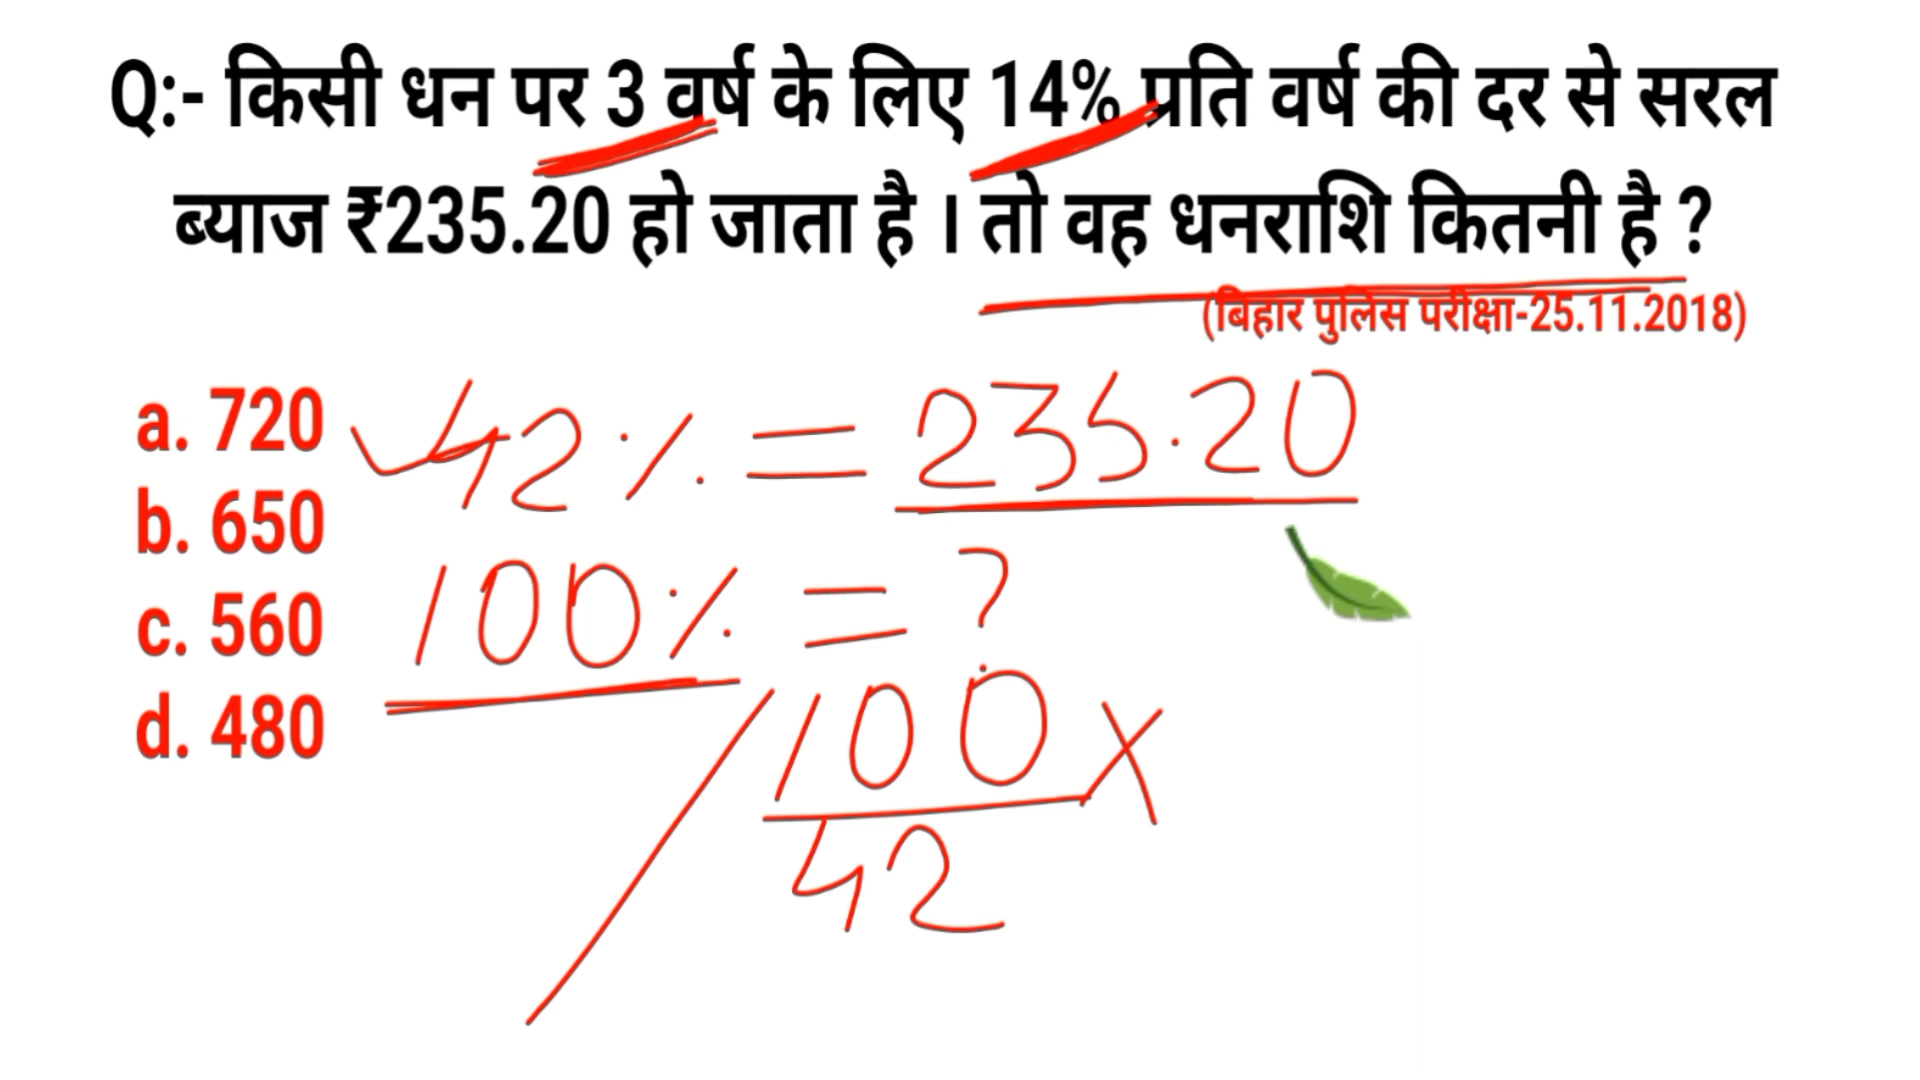 Q:- किसी धन पर 3 वर्ष के लिए 14% प्रति वर्ष की दर से सरल
ब्याज ₹235.20 हो जाता है । तो वह धनराशि कितनी है ?
(बिहार पुलिस परीक्षा-25.11.2018)
a. 720
b. 650
c. 560
d. 480
42% = 235.20
100% = ?
100 X
42